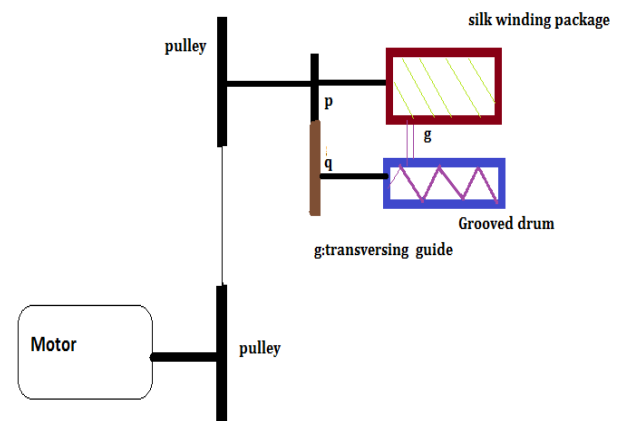 silk winding package
pulley
p
g
q
Grooved drum
g:transversing guide
Motor
pulley